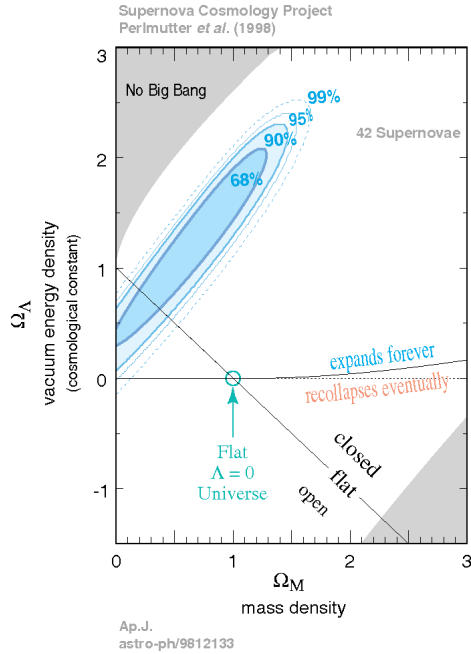 Supernova Cosmology Project
Perlmutter et al. (1998)
3
No Big Bang
99%
95%
42 Supernovae
90%
2
68%
1
ΩΛ
vacuum energy density
(cosmological constant)
expands forever
0
recollapses eventually
Flat
Λ = 0
Universe
closed
flat
open
-1
0
1
2
3
ΩM
mass density
Ap.J.
astro-ph/9812133